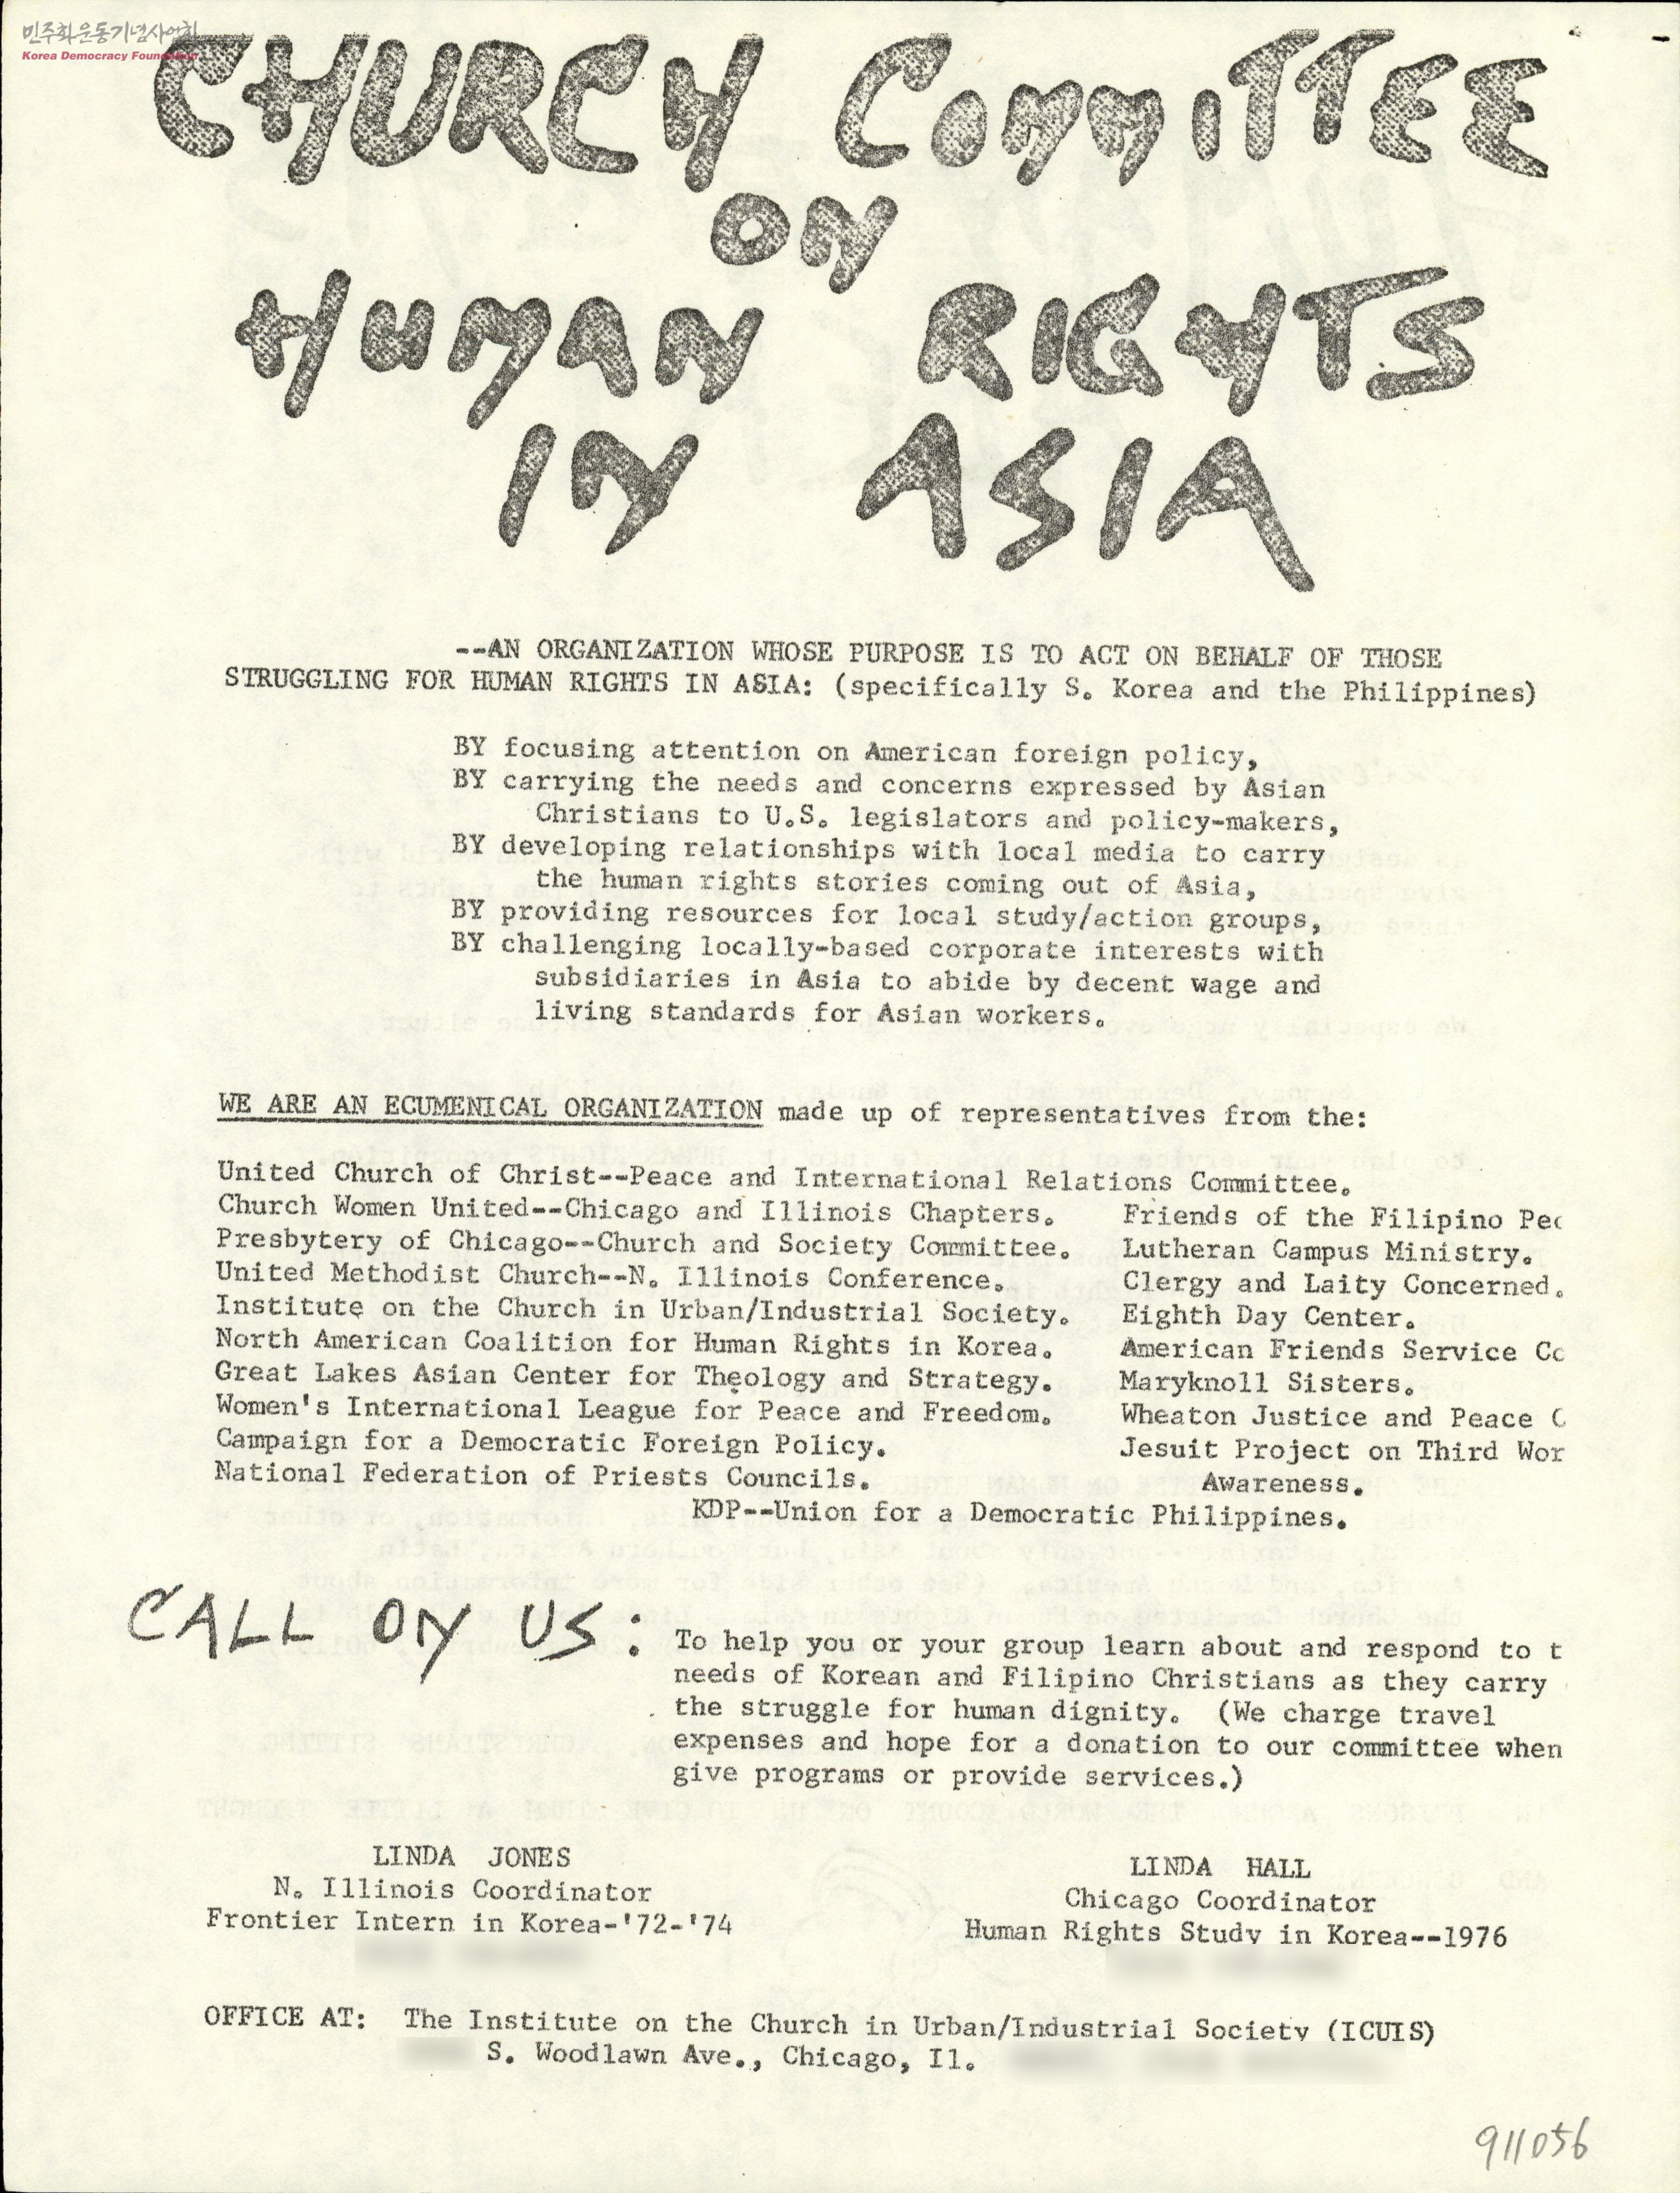 민주화운동기념사업회
Korea Democracy Foundation
CHURCH COMMITTEE
ON
HUMAN RIGHTS
IN ASIA
--AN ORGANIZATION WHOSE PURPOSE IS TO ACT ON BEHALF OF THOSE
STRUGGLING FOR HUMAN RIGHTS IN ASIA: (specifically S. Korea and the Philippines)
BY focusing attention on American foreign policy,
BY carrying the needs and concerns expressed by Asian
Christians to U.S. legislators and policy-makers,
BY developing relationships with local media to carry
the human rights stories coming out of Asia,
BY providing resources for local study/action groups,
BY challenging locally-based corporate interests with
subsidiaries in Asia to abide by decent wage and
living standards for Asian workers.
WE ARE AN ECUMENICAL ORGANIZATION made up of representatives from the:
United Church of Christ--Peace and International Relations Committee.
Church Women United--Chicago and Illinois Chapters. Friends of the Filipino
Presbytery of Chicago--Church and Society Committee. Lutheran Campus Ministry.
United Methodist Church--N. Illinois Conference. Clergy and Laity Concerned.
Institute on the Church in Urban/Industrial Society. Eighth Day Center.
North American Coalition for Human Rights in Korea. American Friends Service
Great Lakes Asian Center for Theology and Strategy. Maryknoll Sisters.
Women's International League for Peace and Freedom. Wheaton Justice and Peace
Campaign for a Democratic Foreign Policy. Jesuit Project on Third Wor
National Federation of Priests Councils. Awareness.
KDP--Union for a Democratic Philippines.
CALL ON US: To help you or your group learn about and respond to t
needs of Korean and Filipino Christians as they carry
the struggle for human dignity. (We charge travel
expenses and hope for a donation to our committee when
give programs or provide services.)
LINDA JONES LINDA HALL
N. Illinois Coordinator Chicago Coordinator
Frontier Intern in Korea-'72-'74 Human Rights Study in Korea--1976
OFFICE AT: The Institute on the Church in Urban/Industrial Society (ICUIS)
S. Woodlawn Ave., Chicago, Il.
911056